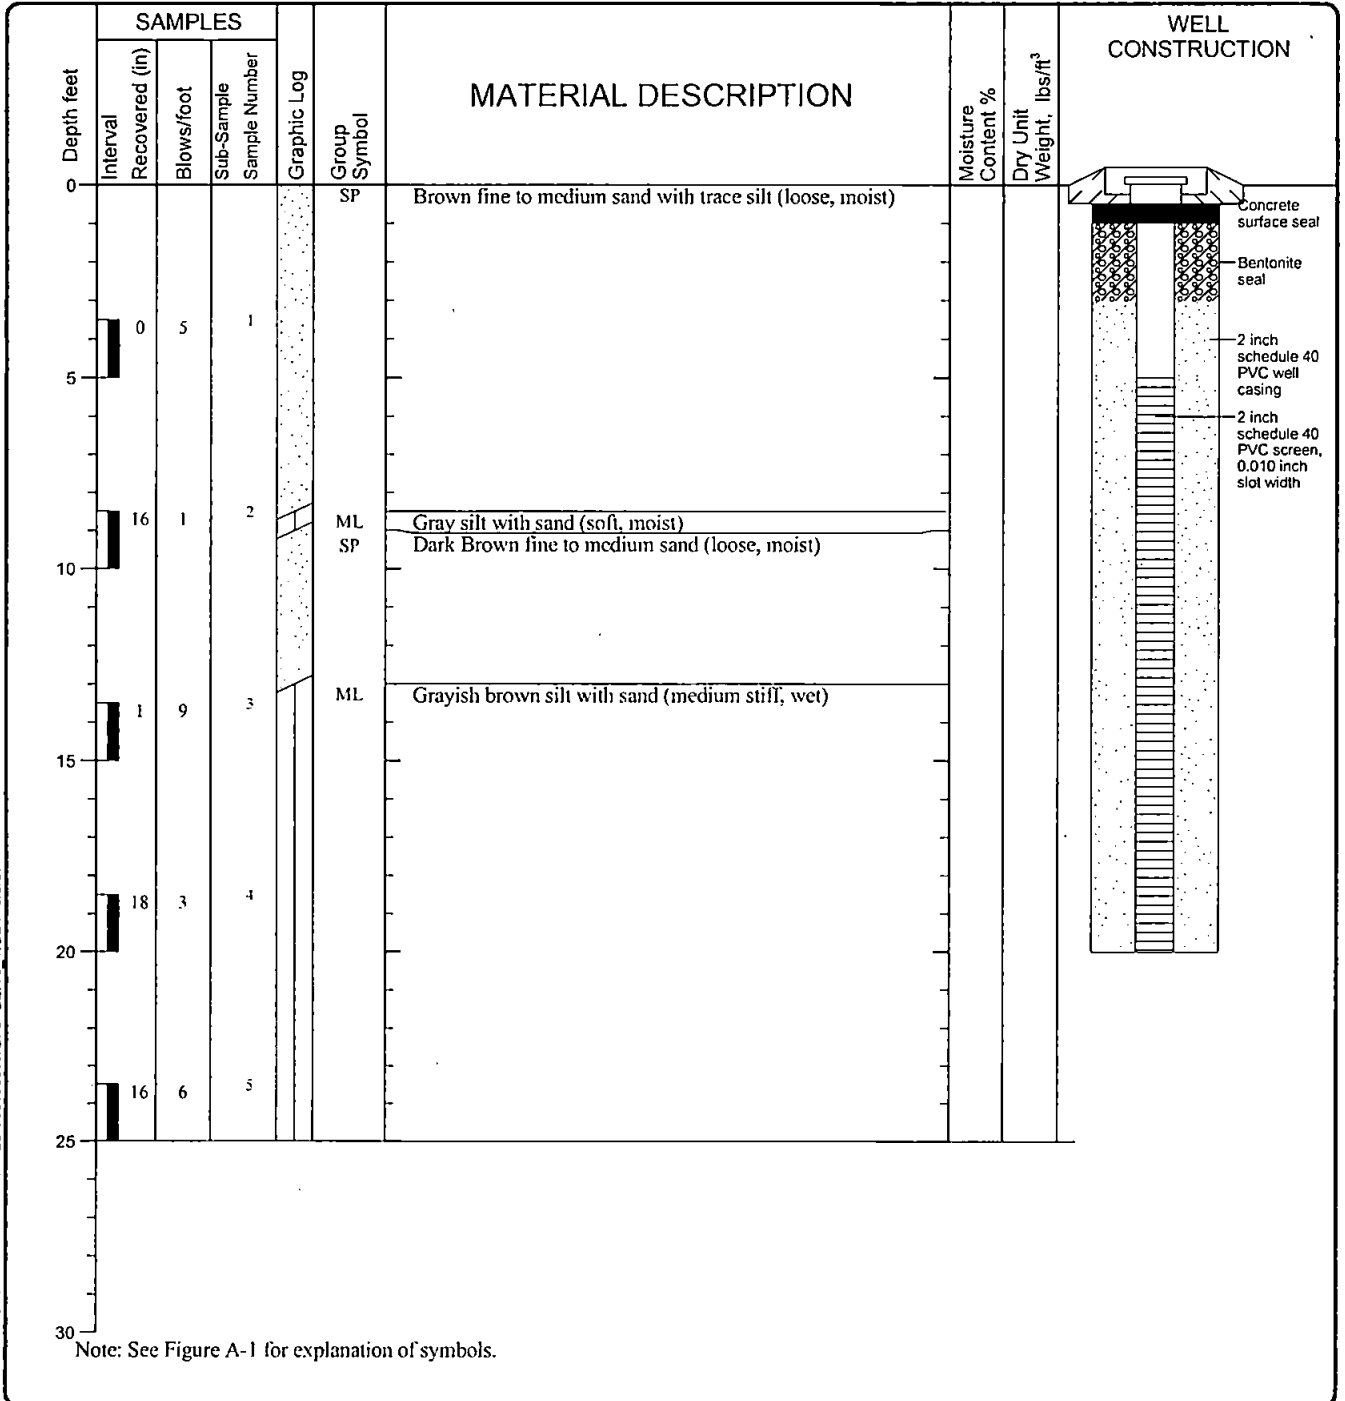 SAMPLES
WELL
CONSTRUCTION
Depth feet
Interval
Recovered (in)
Blows/foot
Sub-Sample
Sample Number
Graphic Log
Group
Symbol
MATERIAL DESCRIPTION
Moisture
Content %
Dry Unit
Weight, lbs/ft³
0
SP Brown fine to medium sand with trace silt (loose, moist)
Concrete
surface seal
Bentonite
seal
0 5 1
2 inch
schedule 40
PVC well
casing
5
2 inch
schedule 40
PVC screen,
0.010 inch
slot width
16 1 2
ML Gray silt with sand (soft, moist)
SP Dark Brown fine to medium sand (loose, moist)
10
ML Grayish brown silt with sand (medium stiff, wet)
1 9 3
15
18 3 4
20
16 6 5
25
30
Note: See Figure A-1 for explanation of symbols.